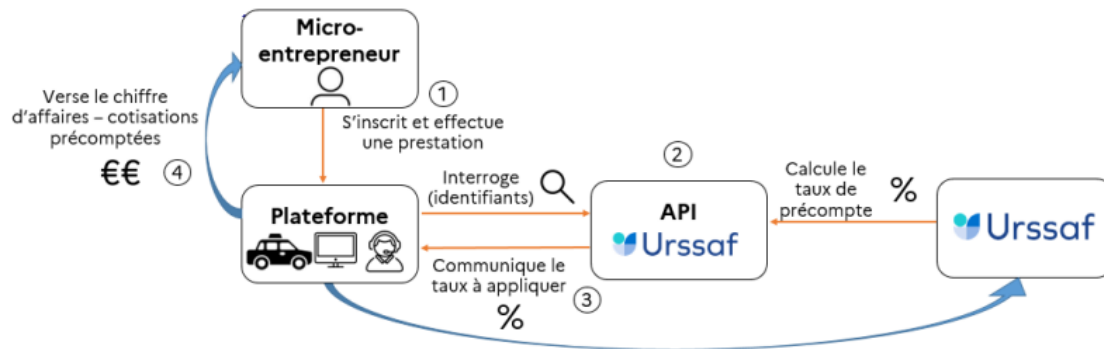 Micro-
entrepreneur
Verse le chiffre
d'affaires – cotisations
précomptées
€€
④
①
S'inscrit et effectue
une prestation
②
Interroge
(identifiants)
Calcule le
taux de
précompte
%
Plateforme
API
Urssaf
Urssaf
Communique le
taux à appliquer
③
%